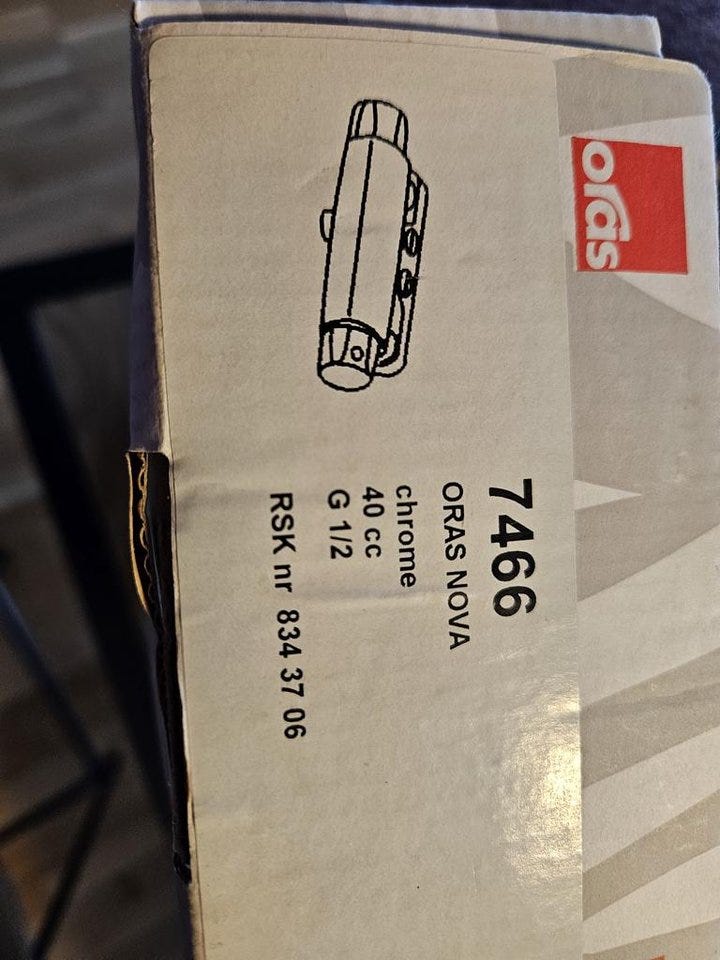 oras
7466
ORAS NOVA
chrome
40 cc
G 1/2
RSK nr 834 37 06